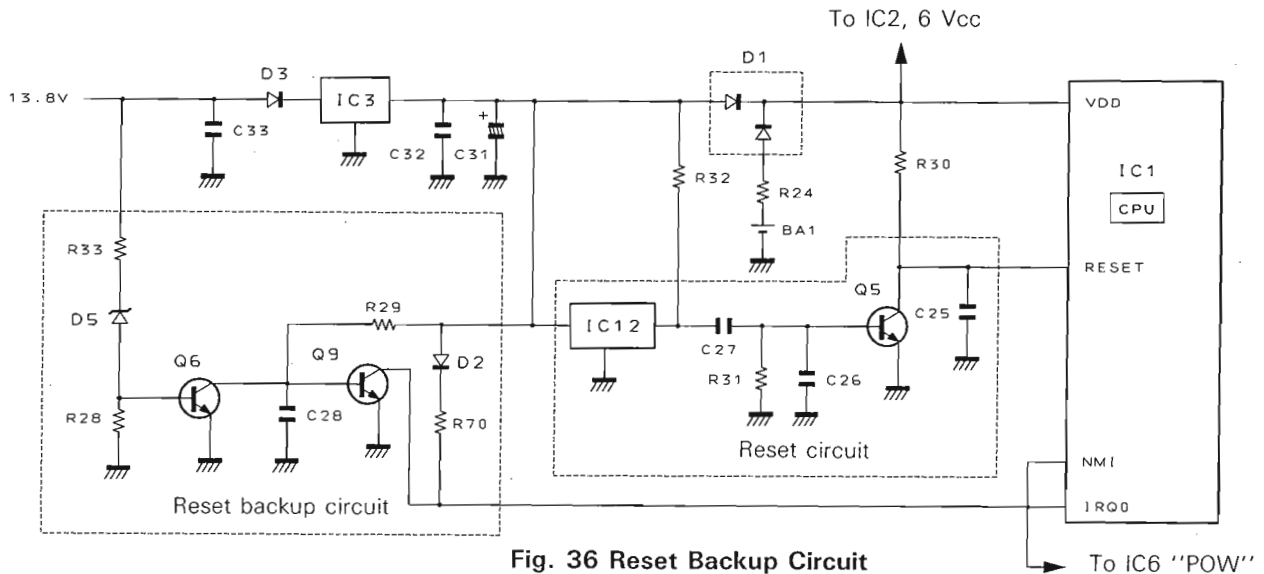 To IC2, 6 Vcc
D1
D3
13.8V
IC3
VDD
C33
C32
C31
R32
R24
R30
IC1
CPU
BA1
R33
RESET
R29
Q5
D5
IC12
C25
Q6
Q9
C27
D2
R31
C26
R28
C28
R70
Reset circuit
NMI
Reset backup circuit
IRQ0
Fig. 36 Reset Backup Circuit
To IC6 "POW"